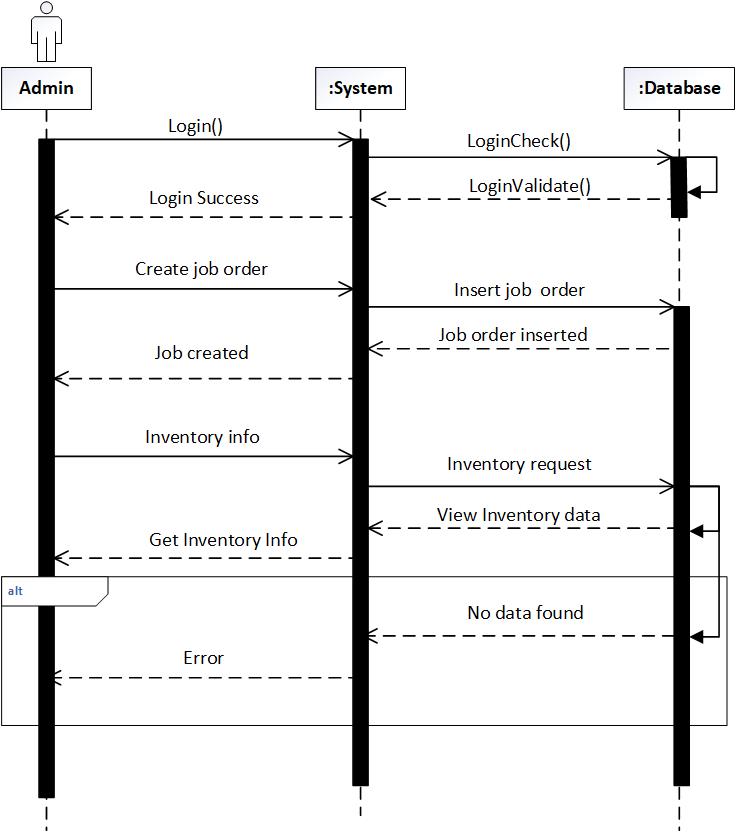 Admin
:System
:Database
Login()
LoginCheck()
LoginValidate()
Login Success
Create job order
Insert job order
Job order inserted
Job created
Inventory info
Inventory request
View Inventory data
Get Inventory Info
alt
No data found
Error